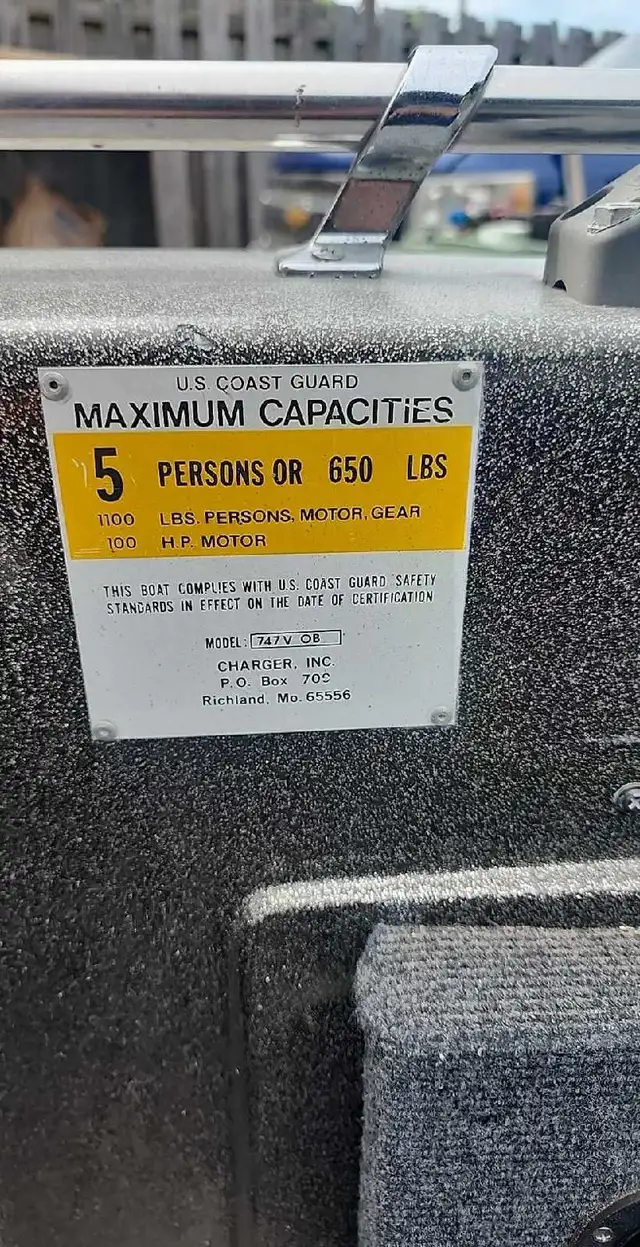 U.S. COAST GUARD
MAXIMUM CAPACITIES
5 PERSONS OR 650 LBS
1100 LBS. PERSONS, MOTOR, GEAR
100 H.P. MOTOR
THIS BOAT COMPLIES WITH U.S. COAST GUARD SAFETY
STANDARDS IN EFFECT ON THE DATE OF CERTIFICATION
MODEL: 747V OB
CHARGER, INC.
P.O. Box
Richland, Mo. 65556